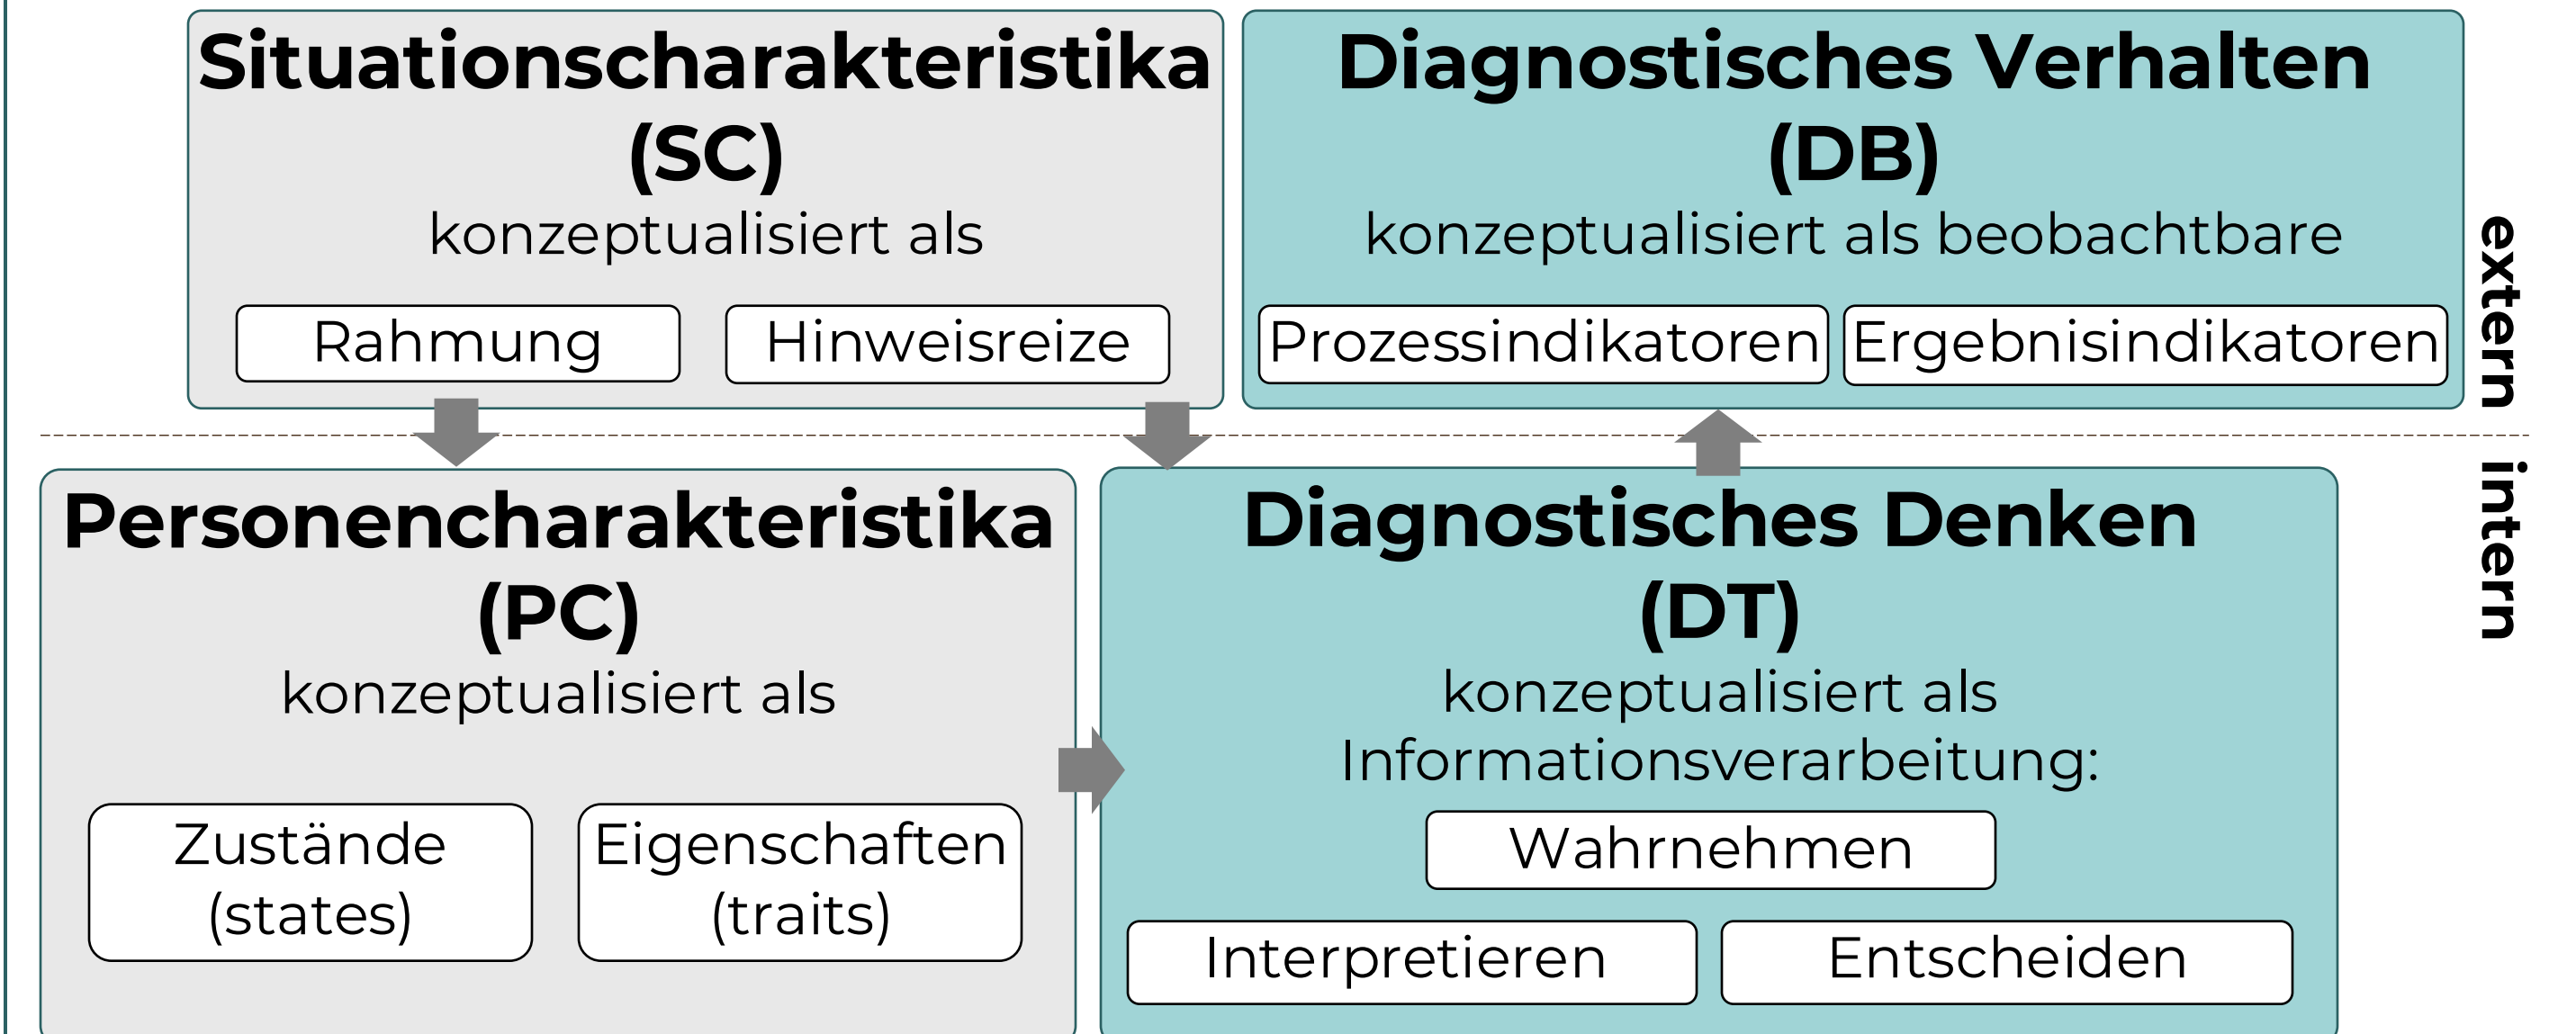 Situationscharakteristika
(SC)
konzeptualisiert als
Rahmung
Hinweisreize
Diagnostisches Verhalten
(DB)
konzeptualisiert als beobachtbare
Prozessindikatoren
Ergebnisindikatoren
extern
Personencharakteristika
(PC)
konzeptualisiert als
Zustände
(states)
Eigenschaften
(traits)
Diagnostisches Denken
(DT)
konzeptualisiert als
Informationsverarbeitung:
Wahrnehmen
Interpretieren
Entscheiden
intern